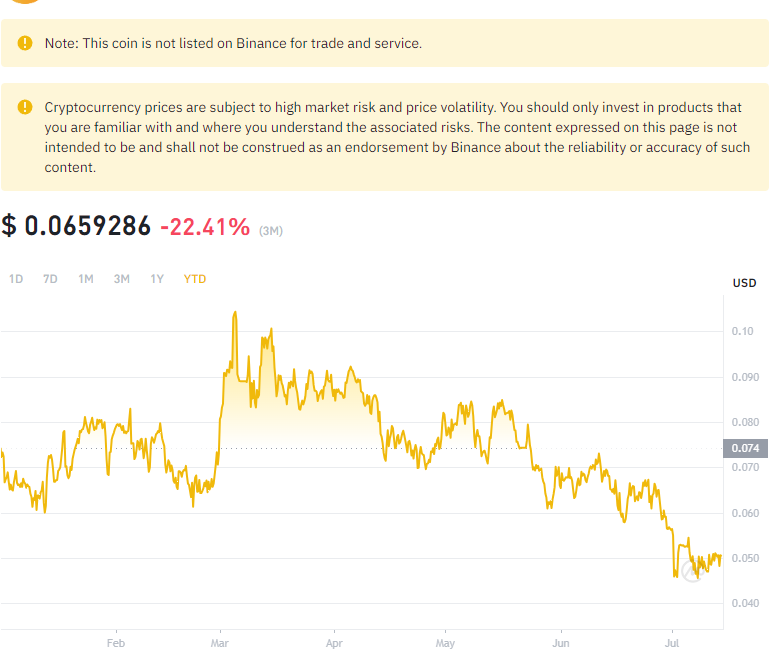 Note: This coin is not listed on Binance for trade and service.
Cryptocurrency prices are subject to high market risk and price volatility. You should only invest in products that
you are familiar with and where you understand the associated risks. The content expressed on this page is not
intended to be and shall not be construed as an endorsement by Binance about the reliability or accuracy of such
content.
$ 0.0659286 -22.41% (3M)
1D 7D 1M 3M 1Y YTD
USD
0.10
0.090
0.080
0.074
0.070
0.060
0.050
0.040
Feb Mar Apr May Jun Jul